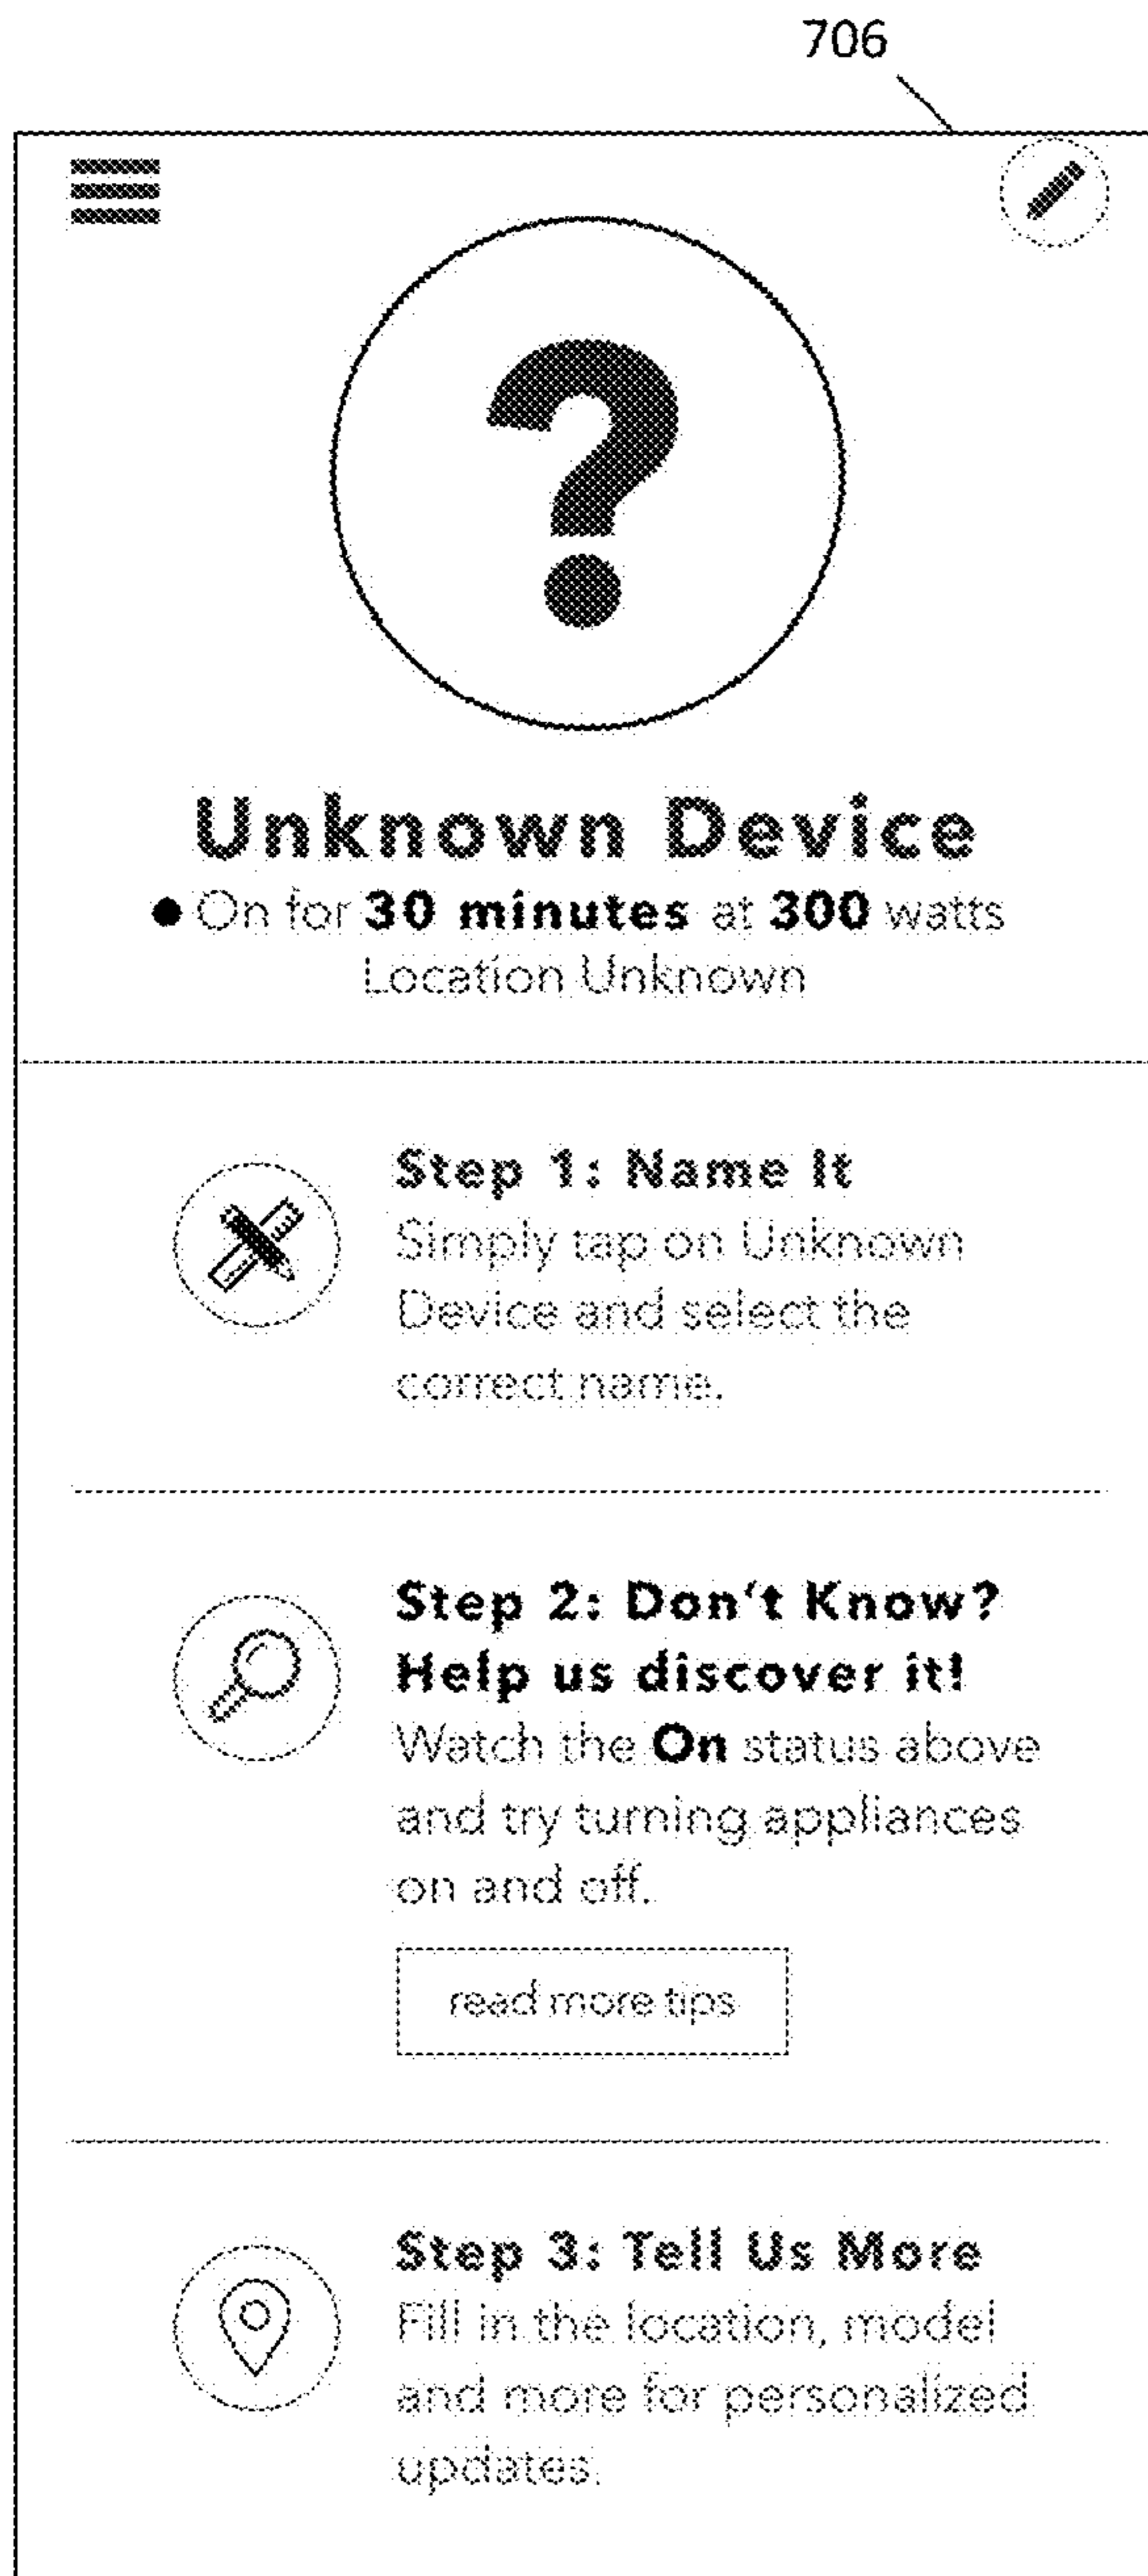 706
Unknown Device
On for 30 minutes at 300 watts
Location Unknown
Step 1: Name It
Simply tap on Unknown
Device and select the
correct name.
Step 2: Don't Know?
Help us discover it!
Watch the On status above
and try turning appliances
on and off.
read more tips
Step 3: Tell Us More
Fill in the location, model
and more for personalized
updates.